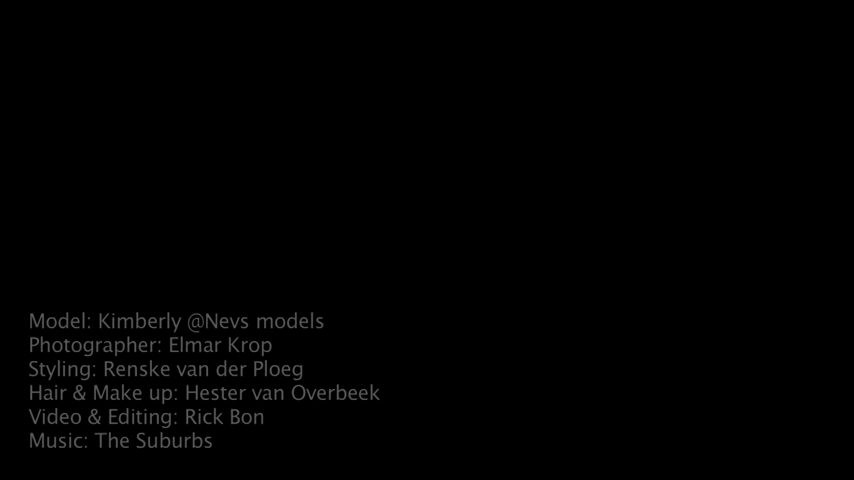 Model: Kimberly @Nevs models
Photographer: Elmar Krop
Styling: Renske van der Ploeg
Hair & Make up: Hester van Overbeek
Video & Editing: Rick Bon
Music: The Suburbs